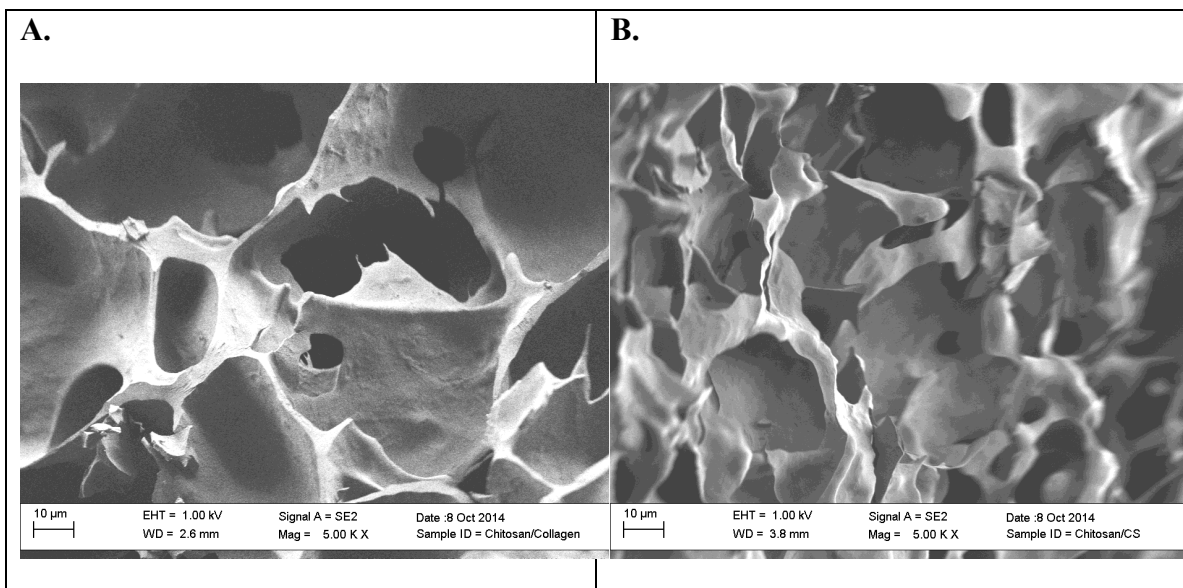 A.
B.
10 µm
EHT = 1.00 kV
Signal A = SE2
Date :8 Oct 2014
WD = 2.6 mm
Mag = 5.00 K X
Sample ID = Chitosan/Collagen
10 µm
EHT = 1.00 kV
Signal A = SE2
Date :8 Oct 2014
WD = 3.8 mm
Mag = 5.00 K X
Sample ID = Chitosan/CS